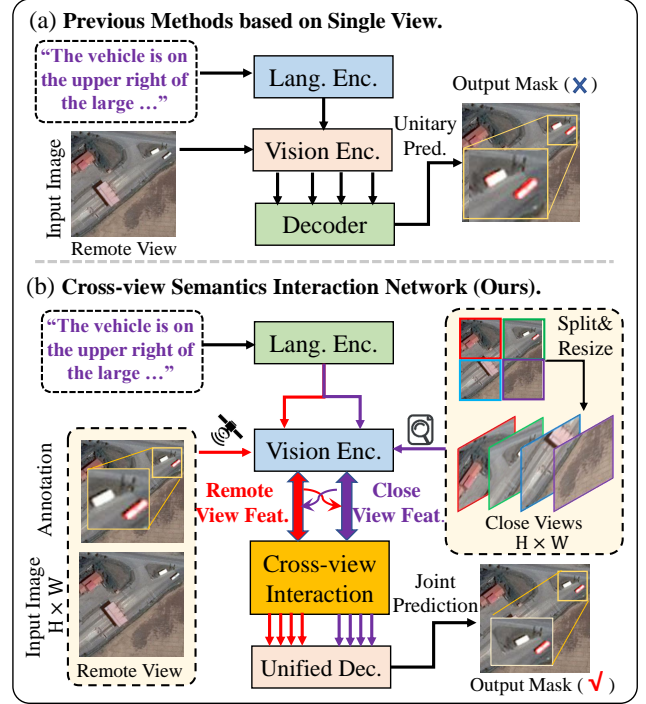 (a) Previous Methods based on Single View.
“The vehicle is on
the upper right of
the large …”
Lang. Enc.
Output Mask (✗)
Input Image
Vision Enc.
Unitary
Pred.
Decoder
Remote View
(b) Cross-view Semantics Interaction Network (Ours).
“The vehicle is on
the upper right of
the large …”
Lang. Enc.
Split&
Resize
Vision Enc.
Annotation
Remote
View Feat.
Close
View Feat.
Close Views
H × W
Input Image
H × W
Cross-view
Interaction
Joint
Prediction
Remote View
Unified Dec.
Output Mask (√)